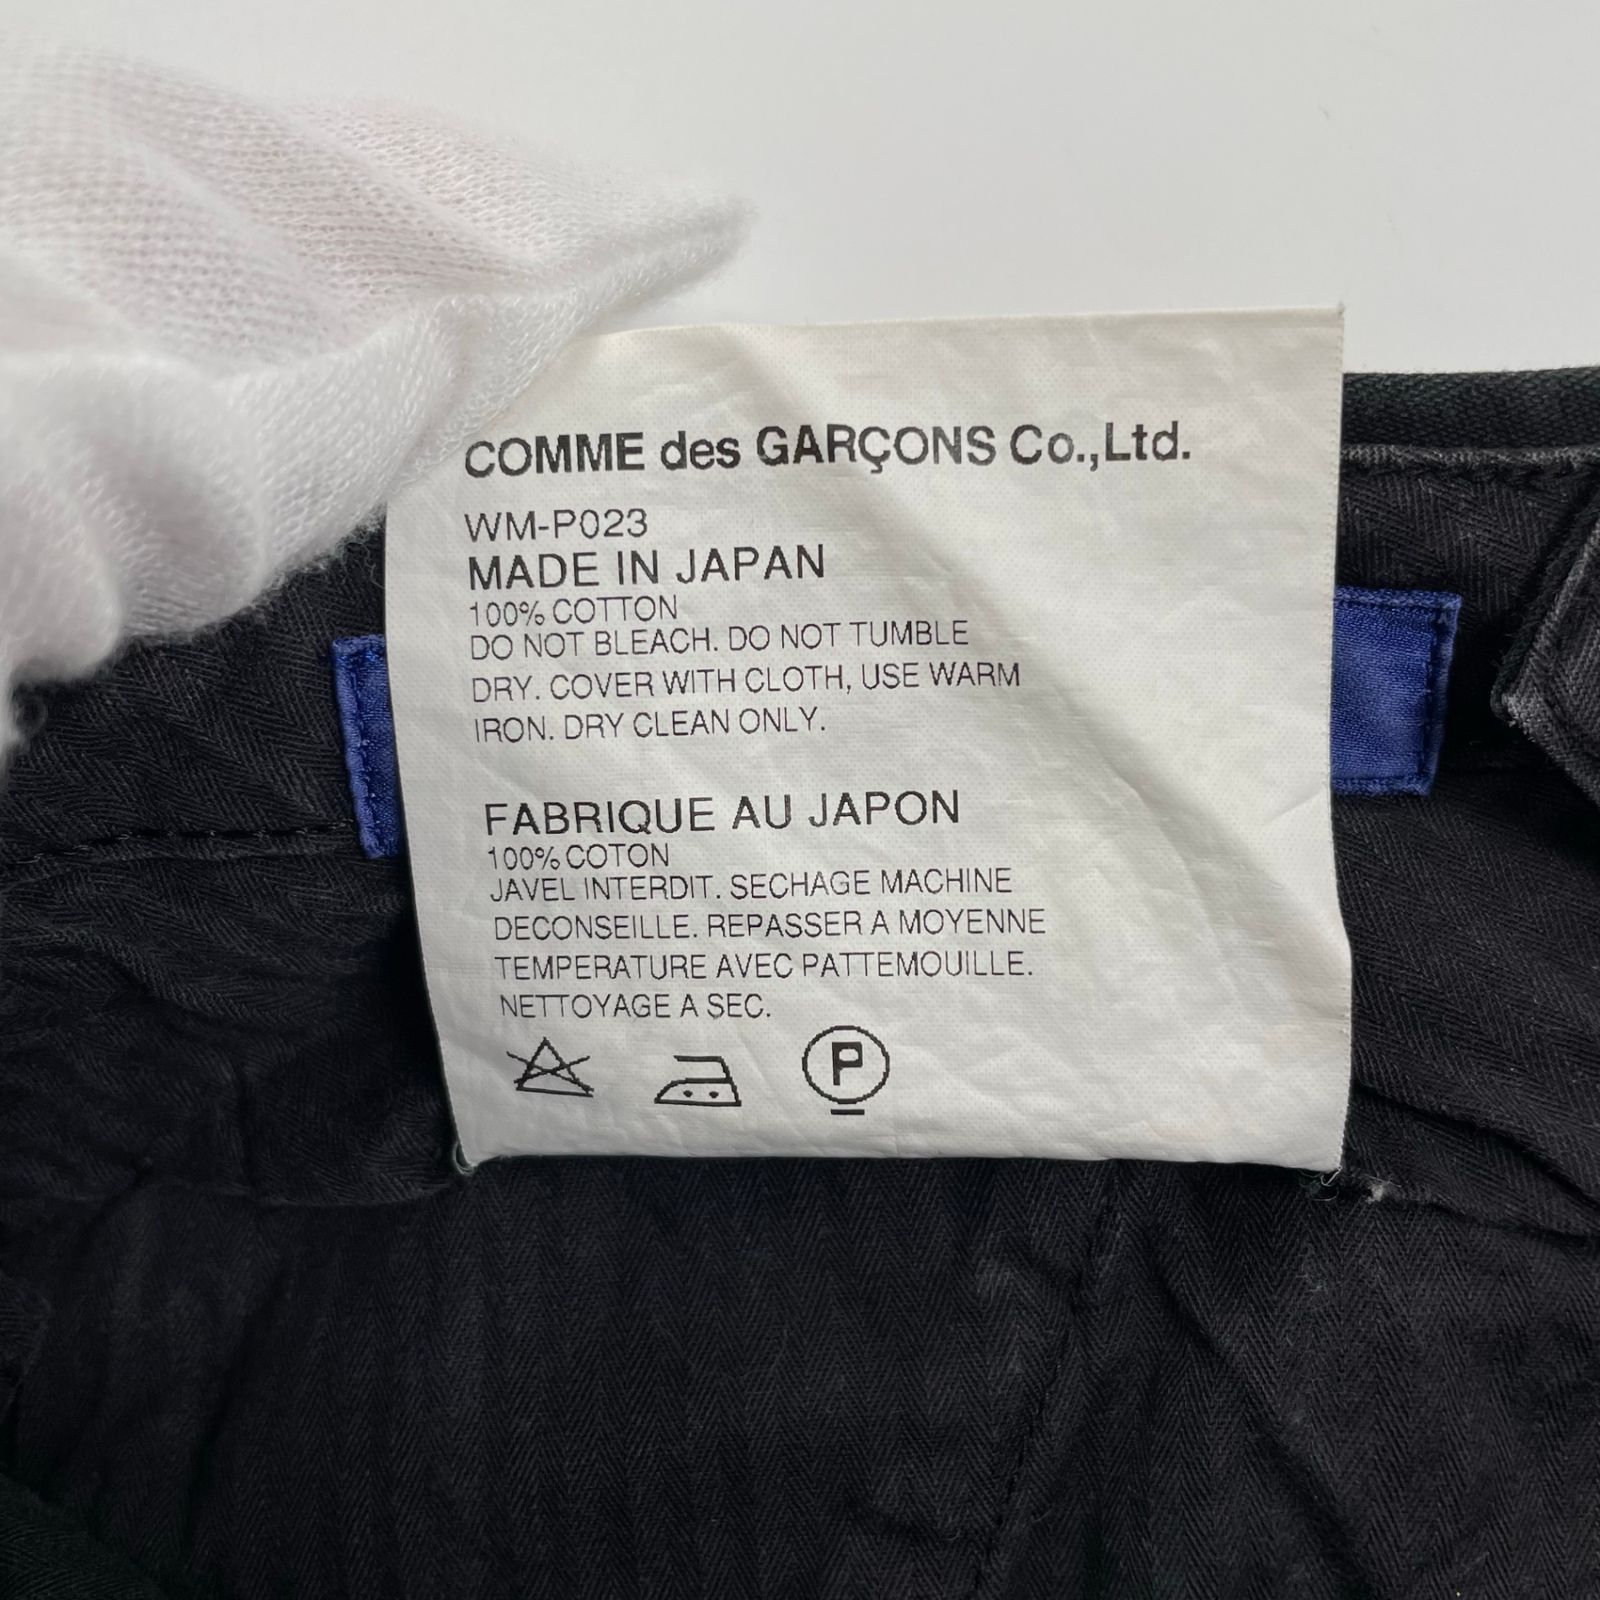 COMME des GARÇONS Co.,Ltd.
WM-P023
MADE IN JAPAN
100% COTTON
DO NOT BLEACH. DO NOT TUMBLE
DRY. COVER WITH CLOTH, USE WARM
IRON. DRY CLEAN ONLY.
FABRIQUE AU JAPON
100% COTON
JAVEL INTERDIT. SECHAGE MACHINE
DECONSEILLE. REPASSER A MOYENNE
TEMPERATURE AVEC PATTEMOUILLE.
NETTOYAGE A SEC.
P